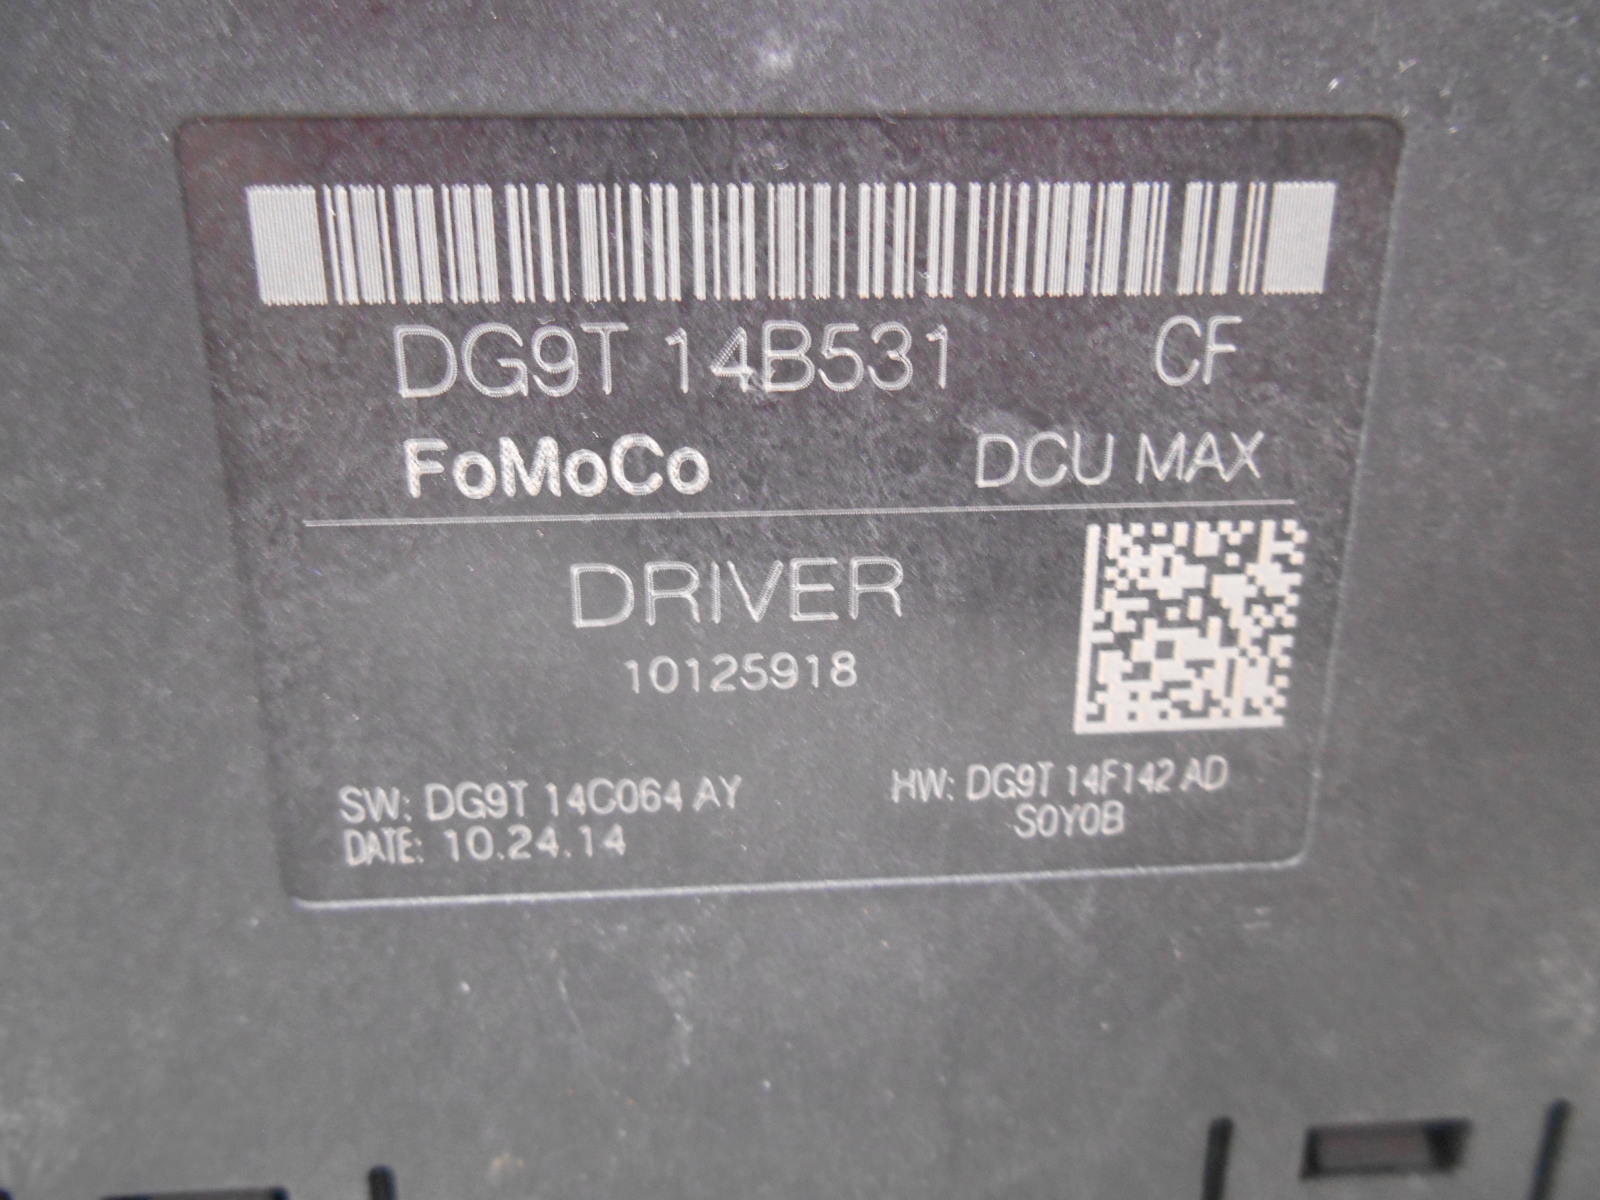 DG9T 14B531 CF
FoMoCo DCU MAX
DRIVER
10125918
SW: DG9T 14C064 AY
DATE: 10.24.14
HW: DG9T 14F142 AD
S0Y0B